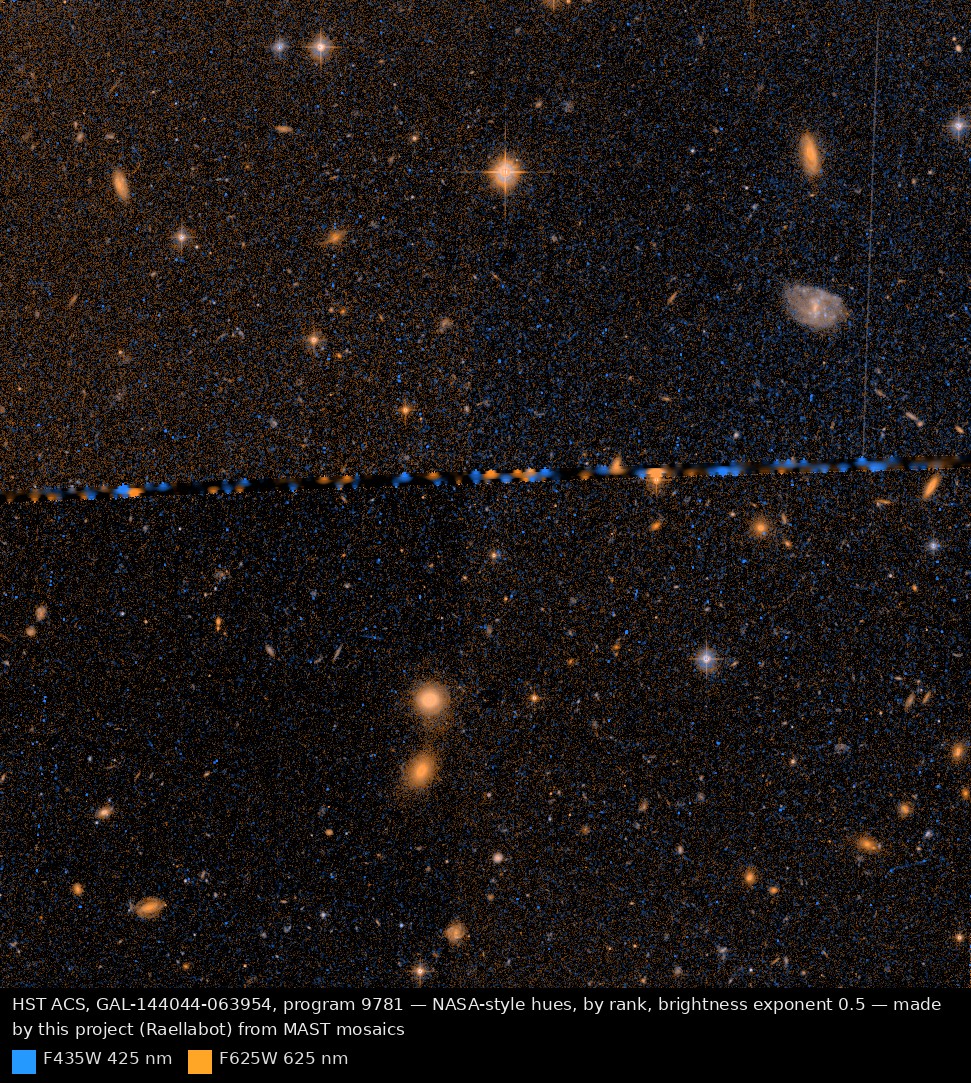 HST ACS, GAL-144044-063954, program 9781 — NASA-style hues, by rank, brightness exponent 0.5 — made
by this project (Raellabot) from MAST mosaics
F435W 425 nm F625W 625 nm